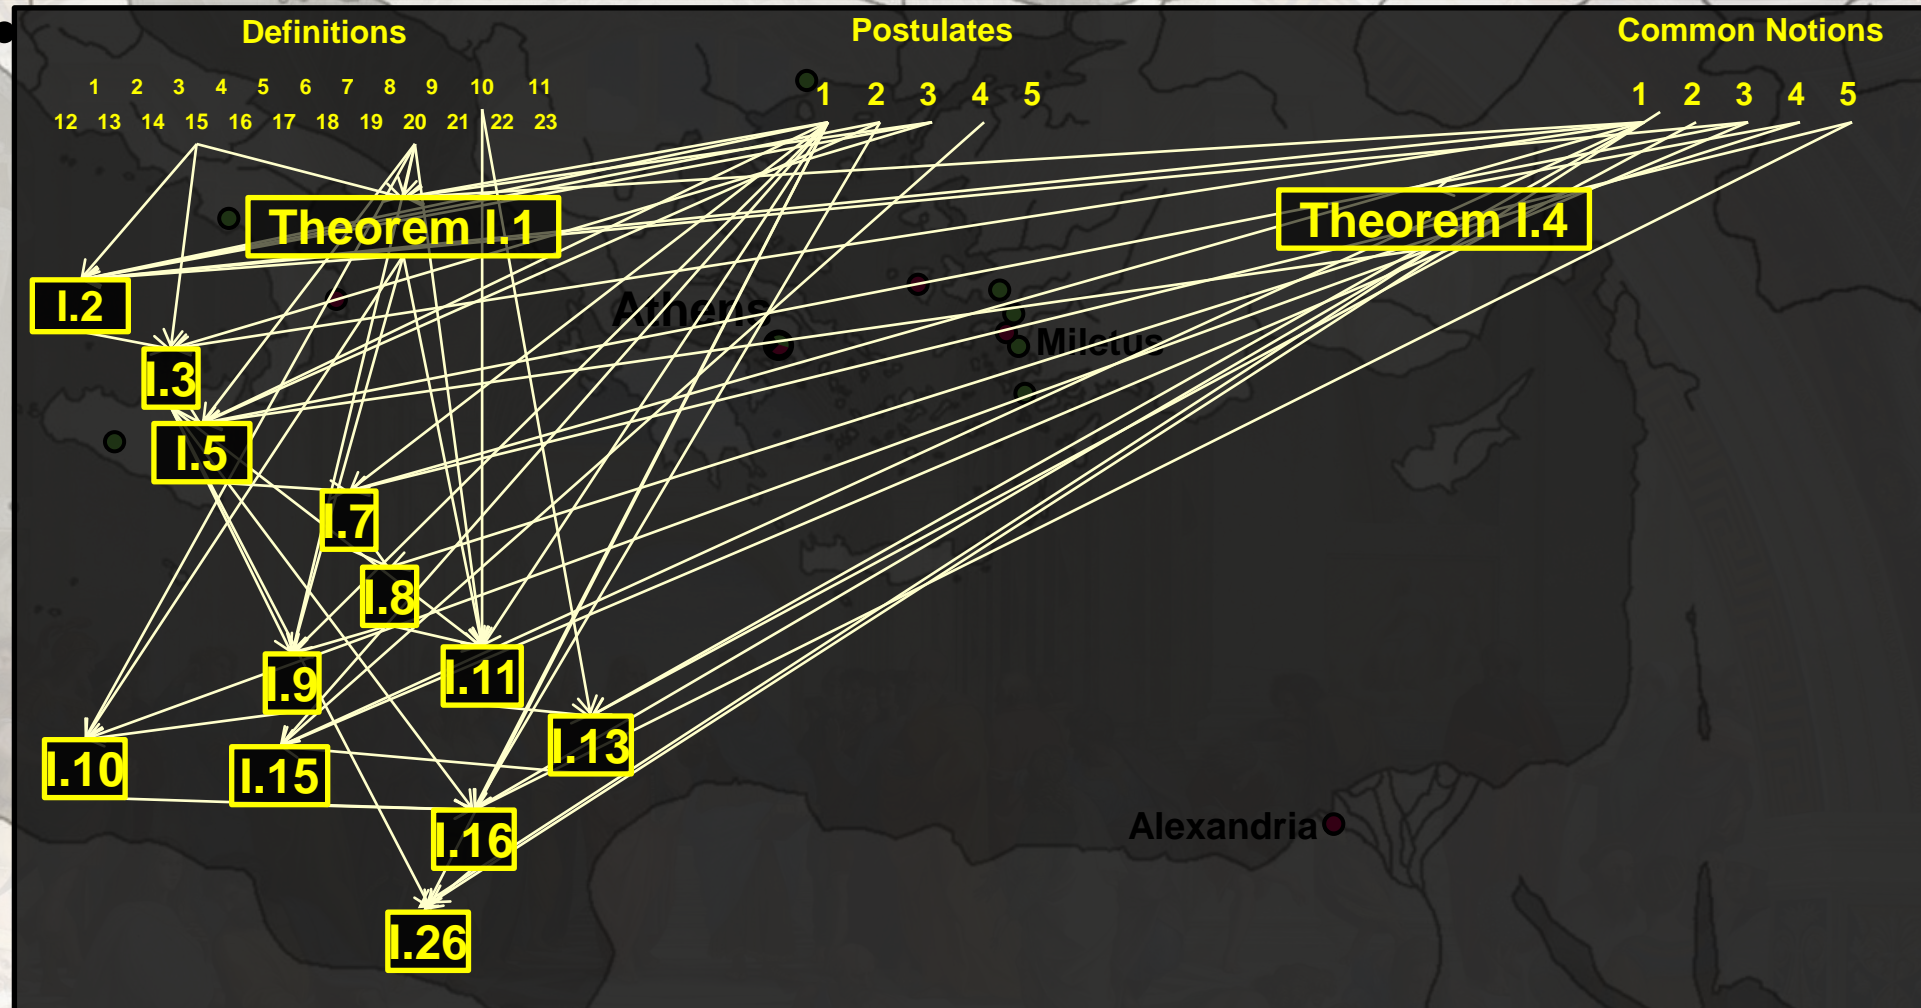 Definitions
Postulates
Common Notions
1 2 3 4 5 6 7 8 9 10 11
12 13 14 15 16 17 18 19 20 21 22 23
1 2 3 4 5
1 2 3 4 5
Theorem I.1
Theorem I.4
I.2
Athens
Miletus
I.3
I.5
I.7
I.8
I.9
I.11
I.10
I.15
I.13
I.16
Alexandria
I.26